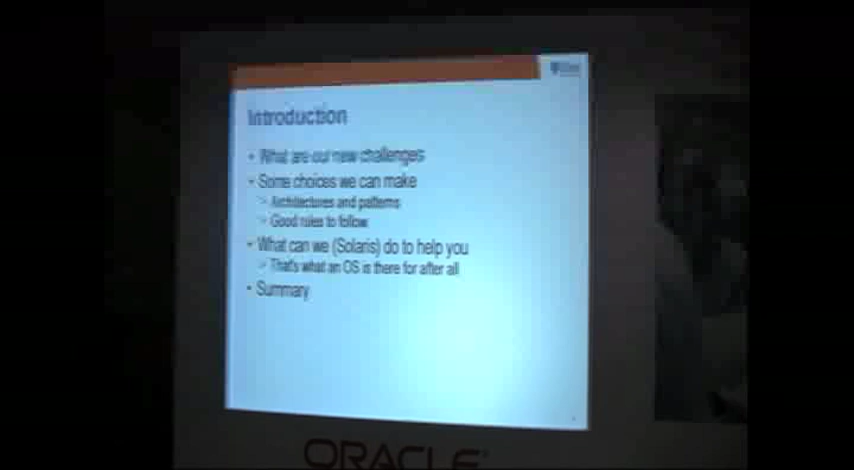 Introduction
• What are our new challenges
• Some choices we can make
> Architectures and patterns
> Good rules to follow
• What can we (Solaris) do to help you
> That's what an OS is there for after all
• Summary
ORACLE